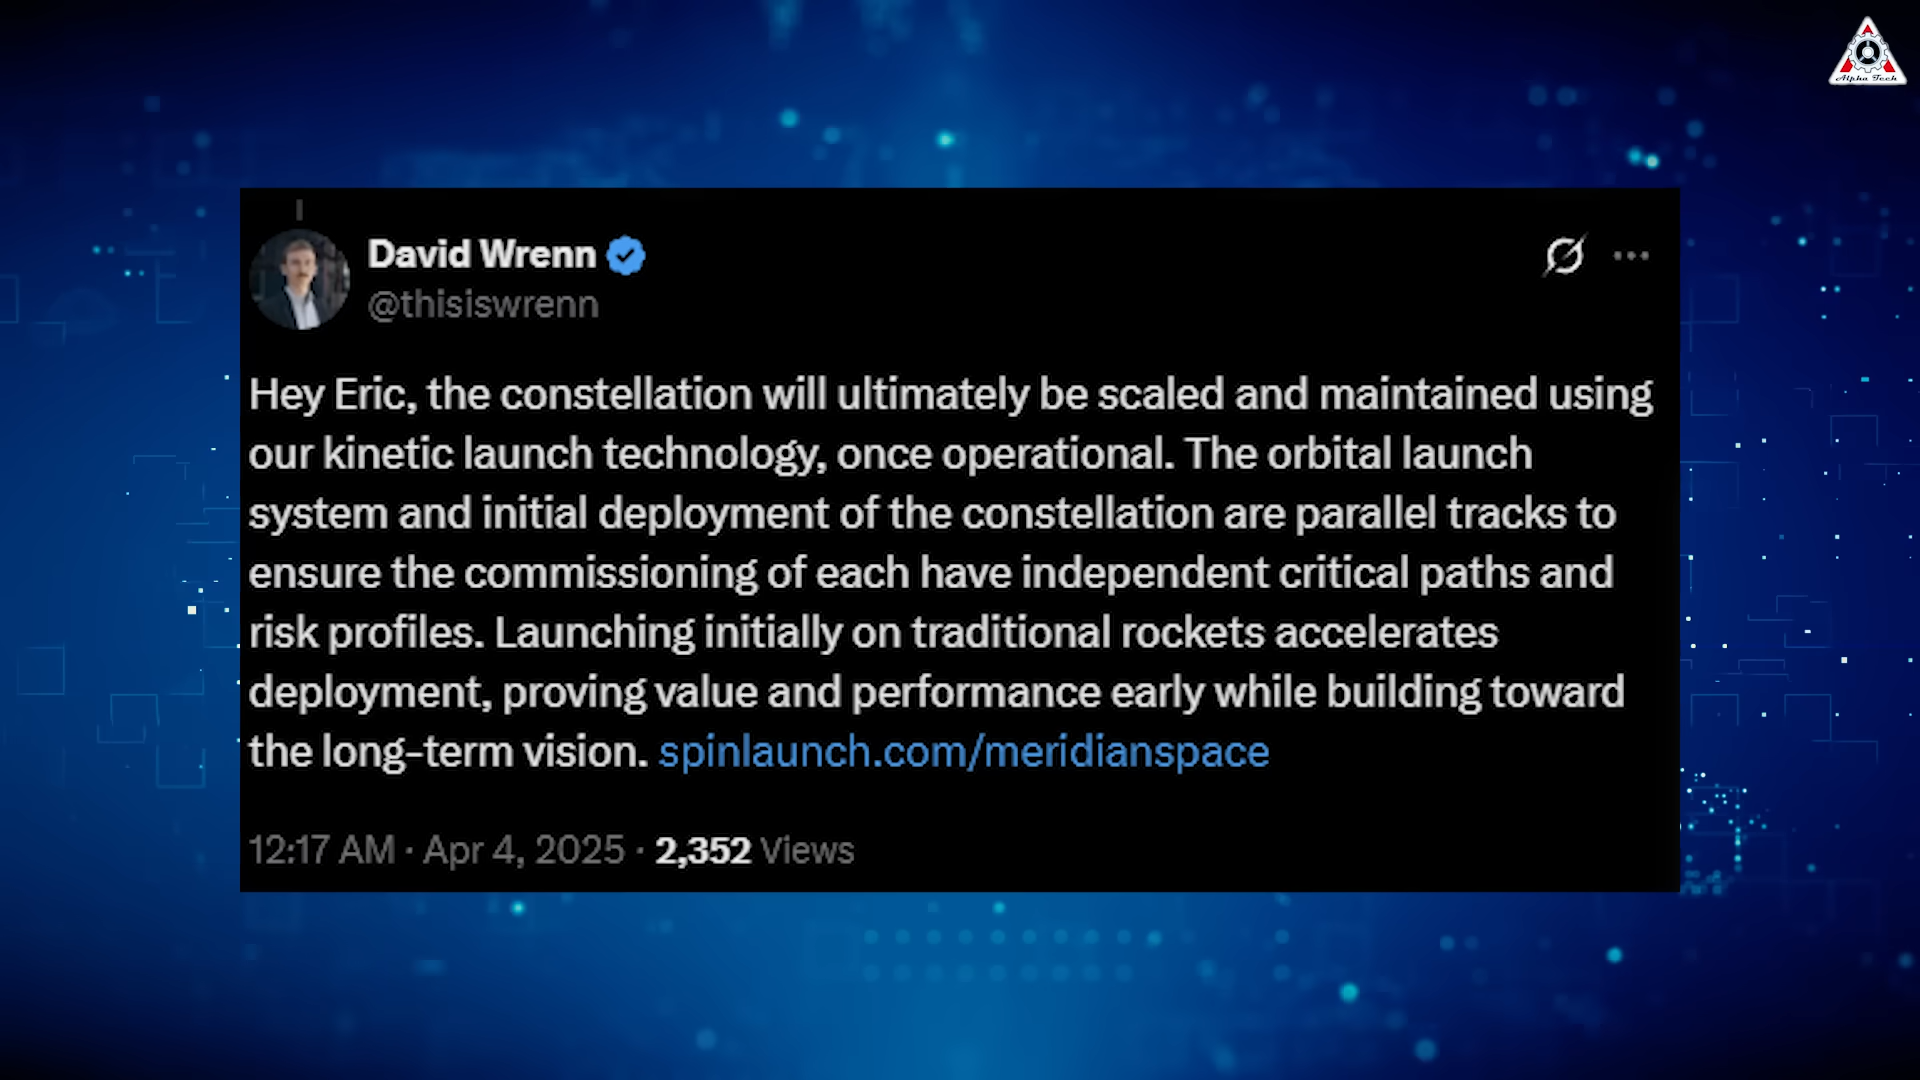 Alpha Tech
David Wrenn
@thisiswrenn
Hey Eric, the constellation will ultimately be scaled and maintained using
our kinetic launch technology, once operational. The orbital launch
system and initial deployment of the constellation are parallel tracks to
ensure the commissioning of each have independent critical paths and
risk profiles. Launching initially on traditional rockets accelerates
deployment, proving value and performance early while building toward
the long-term vision. spinlaunch.com/meridianspace
12:17 AM · Apr 4, 2025 · 2,352 Views